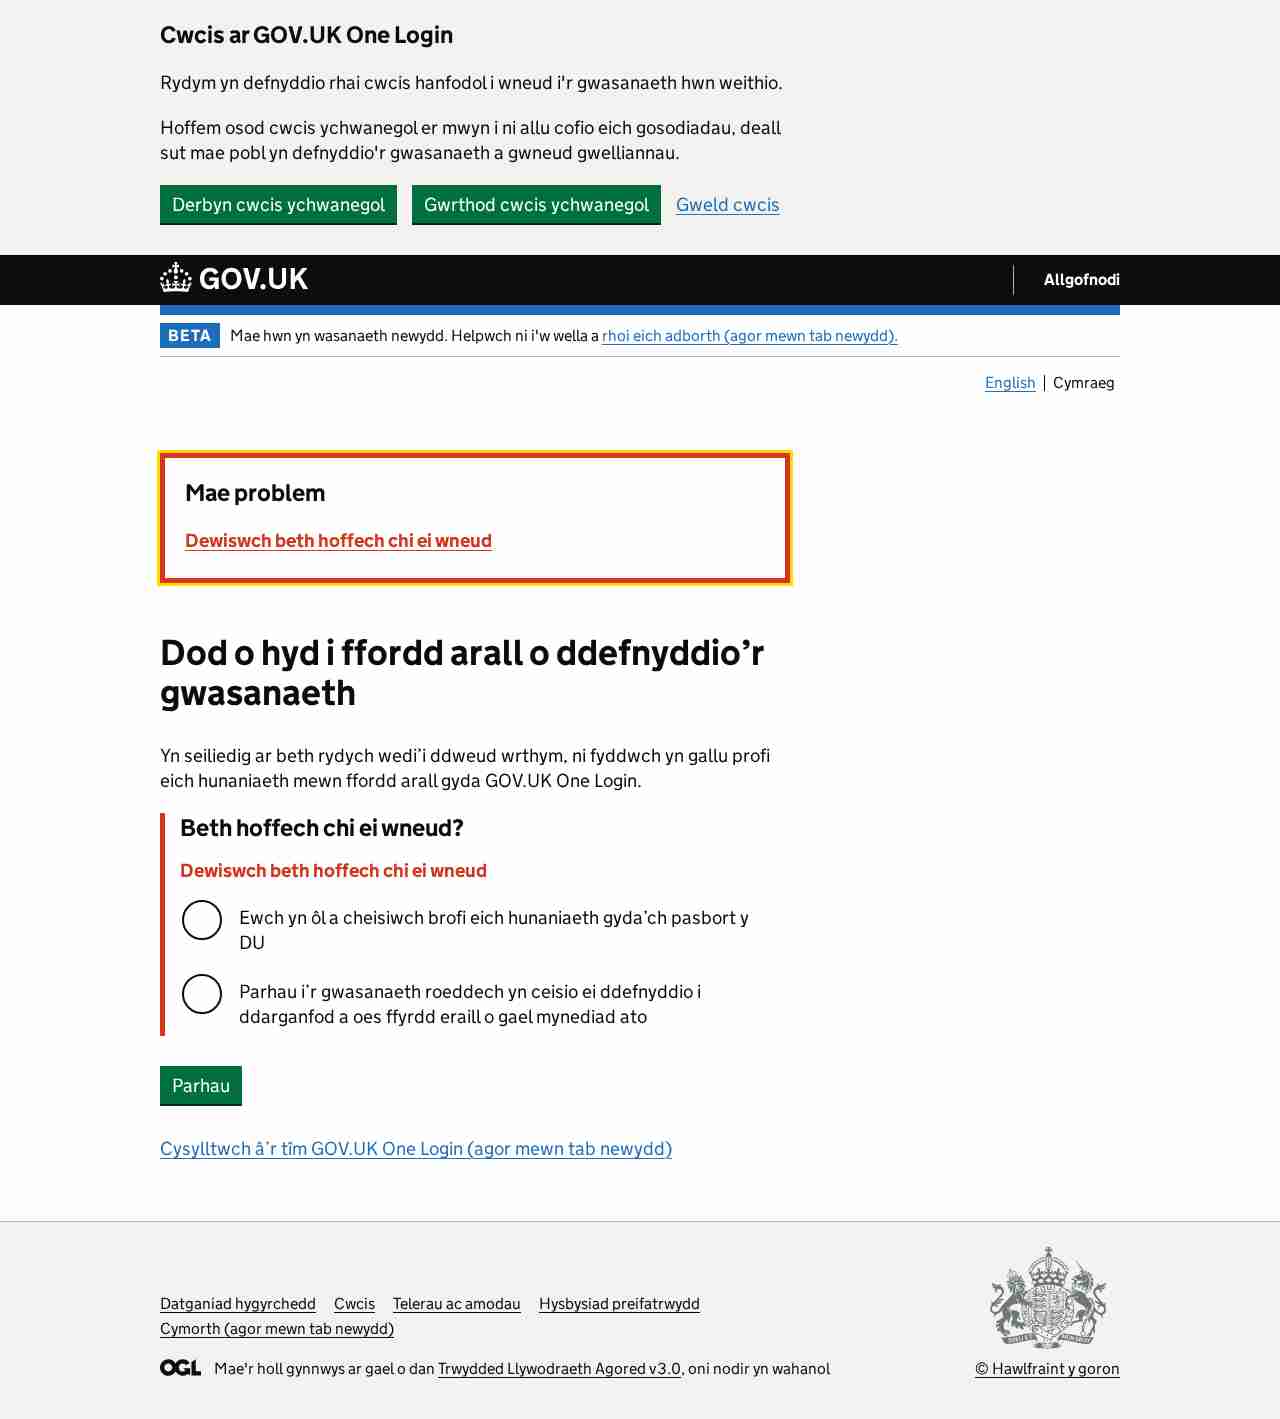 Cwcis ar GOV.UK One Login
Rydym yn defnyddio rhai cwcis hanfodol i wneud i'r gwasanaeth hwn weithio.
Hoffem osod cwcis ychwanegol er mwyn i ni allu cofio eich gosodiadau, deall
sut mae pobl yn defnyddio'r gwasanaeth a gwneud gwelliannau.
Derbyn cwcis ychwanegol Gwrthod cwcis ychwanegol Gweld cwcis
GOV.UK Allgofnodi
BETA Mae hwn yn wasanaeth newydd. Helpwch ni i'w wella a rhoi eich adborth (agor mewn tab newydd).
English Cymraeg
Mae problem
Dewiswch beth hoffech chi ei wneud
Dod o hyd i ffordd arall o ddefnyddio’r
gwasanaeth
Yn seiliedig ar beth rydych wedi’i ddweud wrthym, ni fyddwch yn gallu profi
eich hunaniaeth mewn ffordd arall gyda GOV.UK One Login.
Beth hoffech chi ei wneud?
Dewiswch beth hoffech chi ei wneud
Ewch yn ôl a cheisiwch brofi eich hunaniaeth gyda’ch pasbort y
DU
Parhau i’r gwasanaeth roeddech yn ceisio ei ddefnyddio i
ddarganfod a oes ffyrdd eraill o gael mynediad ato
Parhau
Cysylltwch â’r tîm GOV.UK One Login (agor mewn tab newydd)
Datganiad hygyrchedd Cwcis Telerau ac amodau Hysbysiad preifatrwydd
Cymorth (agor mewn tab newydd)
OGL Mae'r holl gynnwys ar gael o dan Trwydded Llywodraeth Agored v3.0, oni nodir yn wahanol
© Hawlfraint y goron